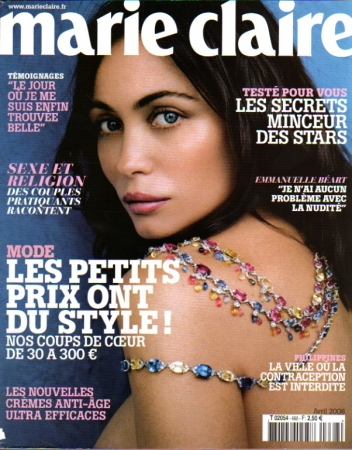 www.marieclaire.fr
marie claire
TÉMOIGNAGES
"LE JOUR
OÙ JE ME
SUIS ENFIN
TROUVÉE
BELLE"
TESTÉ POUR VOUS
LES SECRETS
MINCEUR
DES STARS
SEXE ET
RELIGION
DES COUPLES
PRATIQUANTS
RACONTENT
EMMANUELLE BÉART
"JE N'AI AUCUN
PROBLÈME AVEC
LA NUDITÉ"
MODE
LES PETITS
PRIX ONT
DU STYLE !
NOS COUPS DE CŒUR
DE 30 À 300 €
PHILIPPINES
LA VILLE OÙ LA
CONTRACEPTION
EST INTERDITE
LES NOUVELLES
CRÈMES ANTI-ÂGE
ULTRA EFFICACES
Avril 2008